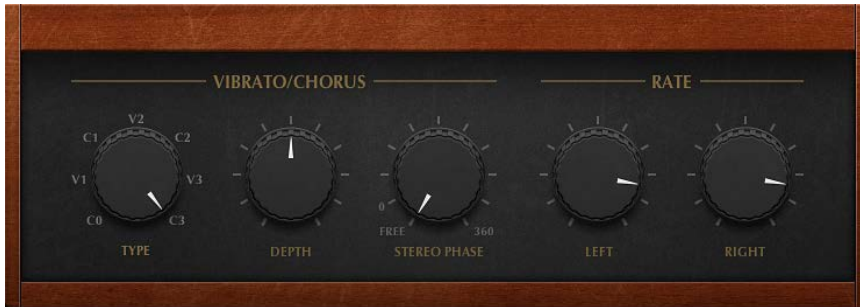 VIBRATO/CHORUS
RATE
V2
C1
C2
V1
V3
C0
C3
0
FREE
360
TYPE
DEPTH
STEREO PHASE
LEFT
RIGHT